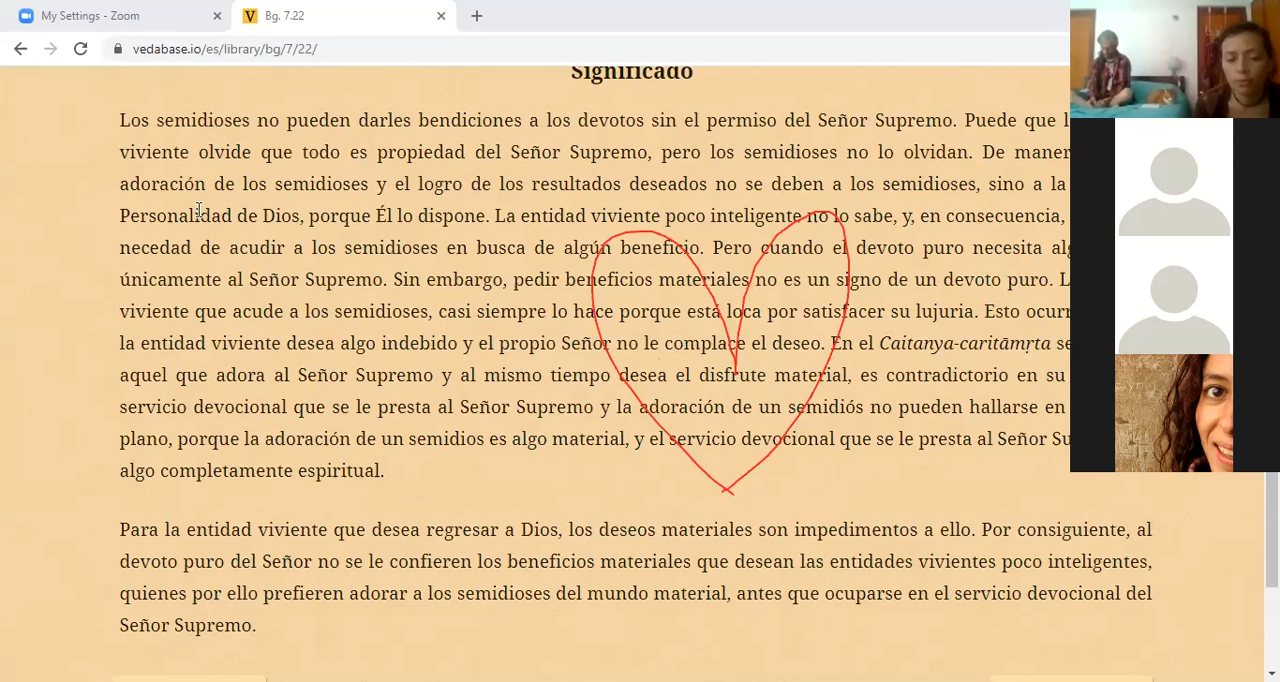 My Settings - Zoom
Bg. 7.22
vedabase.io/es/library/bg/7/22/
Significado
Los semidioses no pueden darles bendiciones a los devotos sin el permiso del Señor Supremo. Puede que
viviente olvide que todo es propiedad del Señor Supremo, pero los semidioses no lo olvidan. De maner
adoración de los semidioses y el logro de los resultados deseados no se deben a los semidioses, sino a la
Personalidad de Dios, porque Él lo dispone. La entidad viviente poco inteligente no lo sabe, y, en consecuencia,
necedad de acudir a los semidioses en busca de algún beneficio. Pero cuando el devoto puro necesita alg
únicamente al Señor Supremo. Sin embargo, pedir beneficios materiales no es un signo de un devoto puro. L
viviente que acude a los semidioses, casi siempre lo hace porque está loca por satisfacer su lujuria. Esto ocurr
la entidad viviente desea algo indebido y el propio Señor no le complace el deseo. En el Caitanya-caritāmṛta se
aquel que adora al Señor Supremo y al mismo tiempo desea el disfrute material, es contradictorio en su
servicio devocional que se le presta al Señor Supremo y la adoración de un semidiós no pueden hallarse en
plano, porque la adoración de un semidios es algo material, y el servicio devocional que se le presta al Señor Su
algo completamente espiritual.
Para la entidad viviente que desea regresar a Dios, los deseos materiales son impedimentos a ello. Por consiguiente, al
devoto puro del Señor no se le confieren los beneficios materiales que desean las entidades vivientes poco inteligentes,
quienes por ello prefieren adorar a los semidioses del mundo material, antes que ocuparse en el servicio devocional del
Señor Supremo.